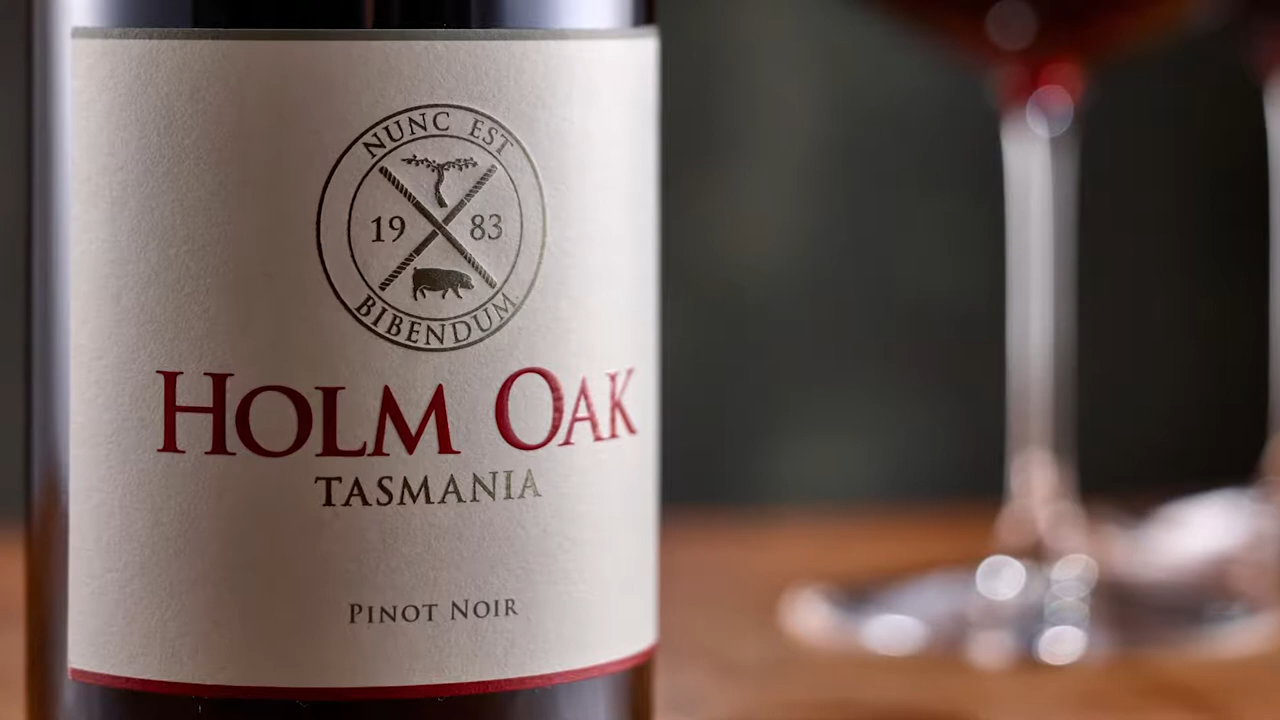 NUNC EST
19 83
BIBENDUM
HOLM OAK
TASMANIA
PINOT NOIR